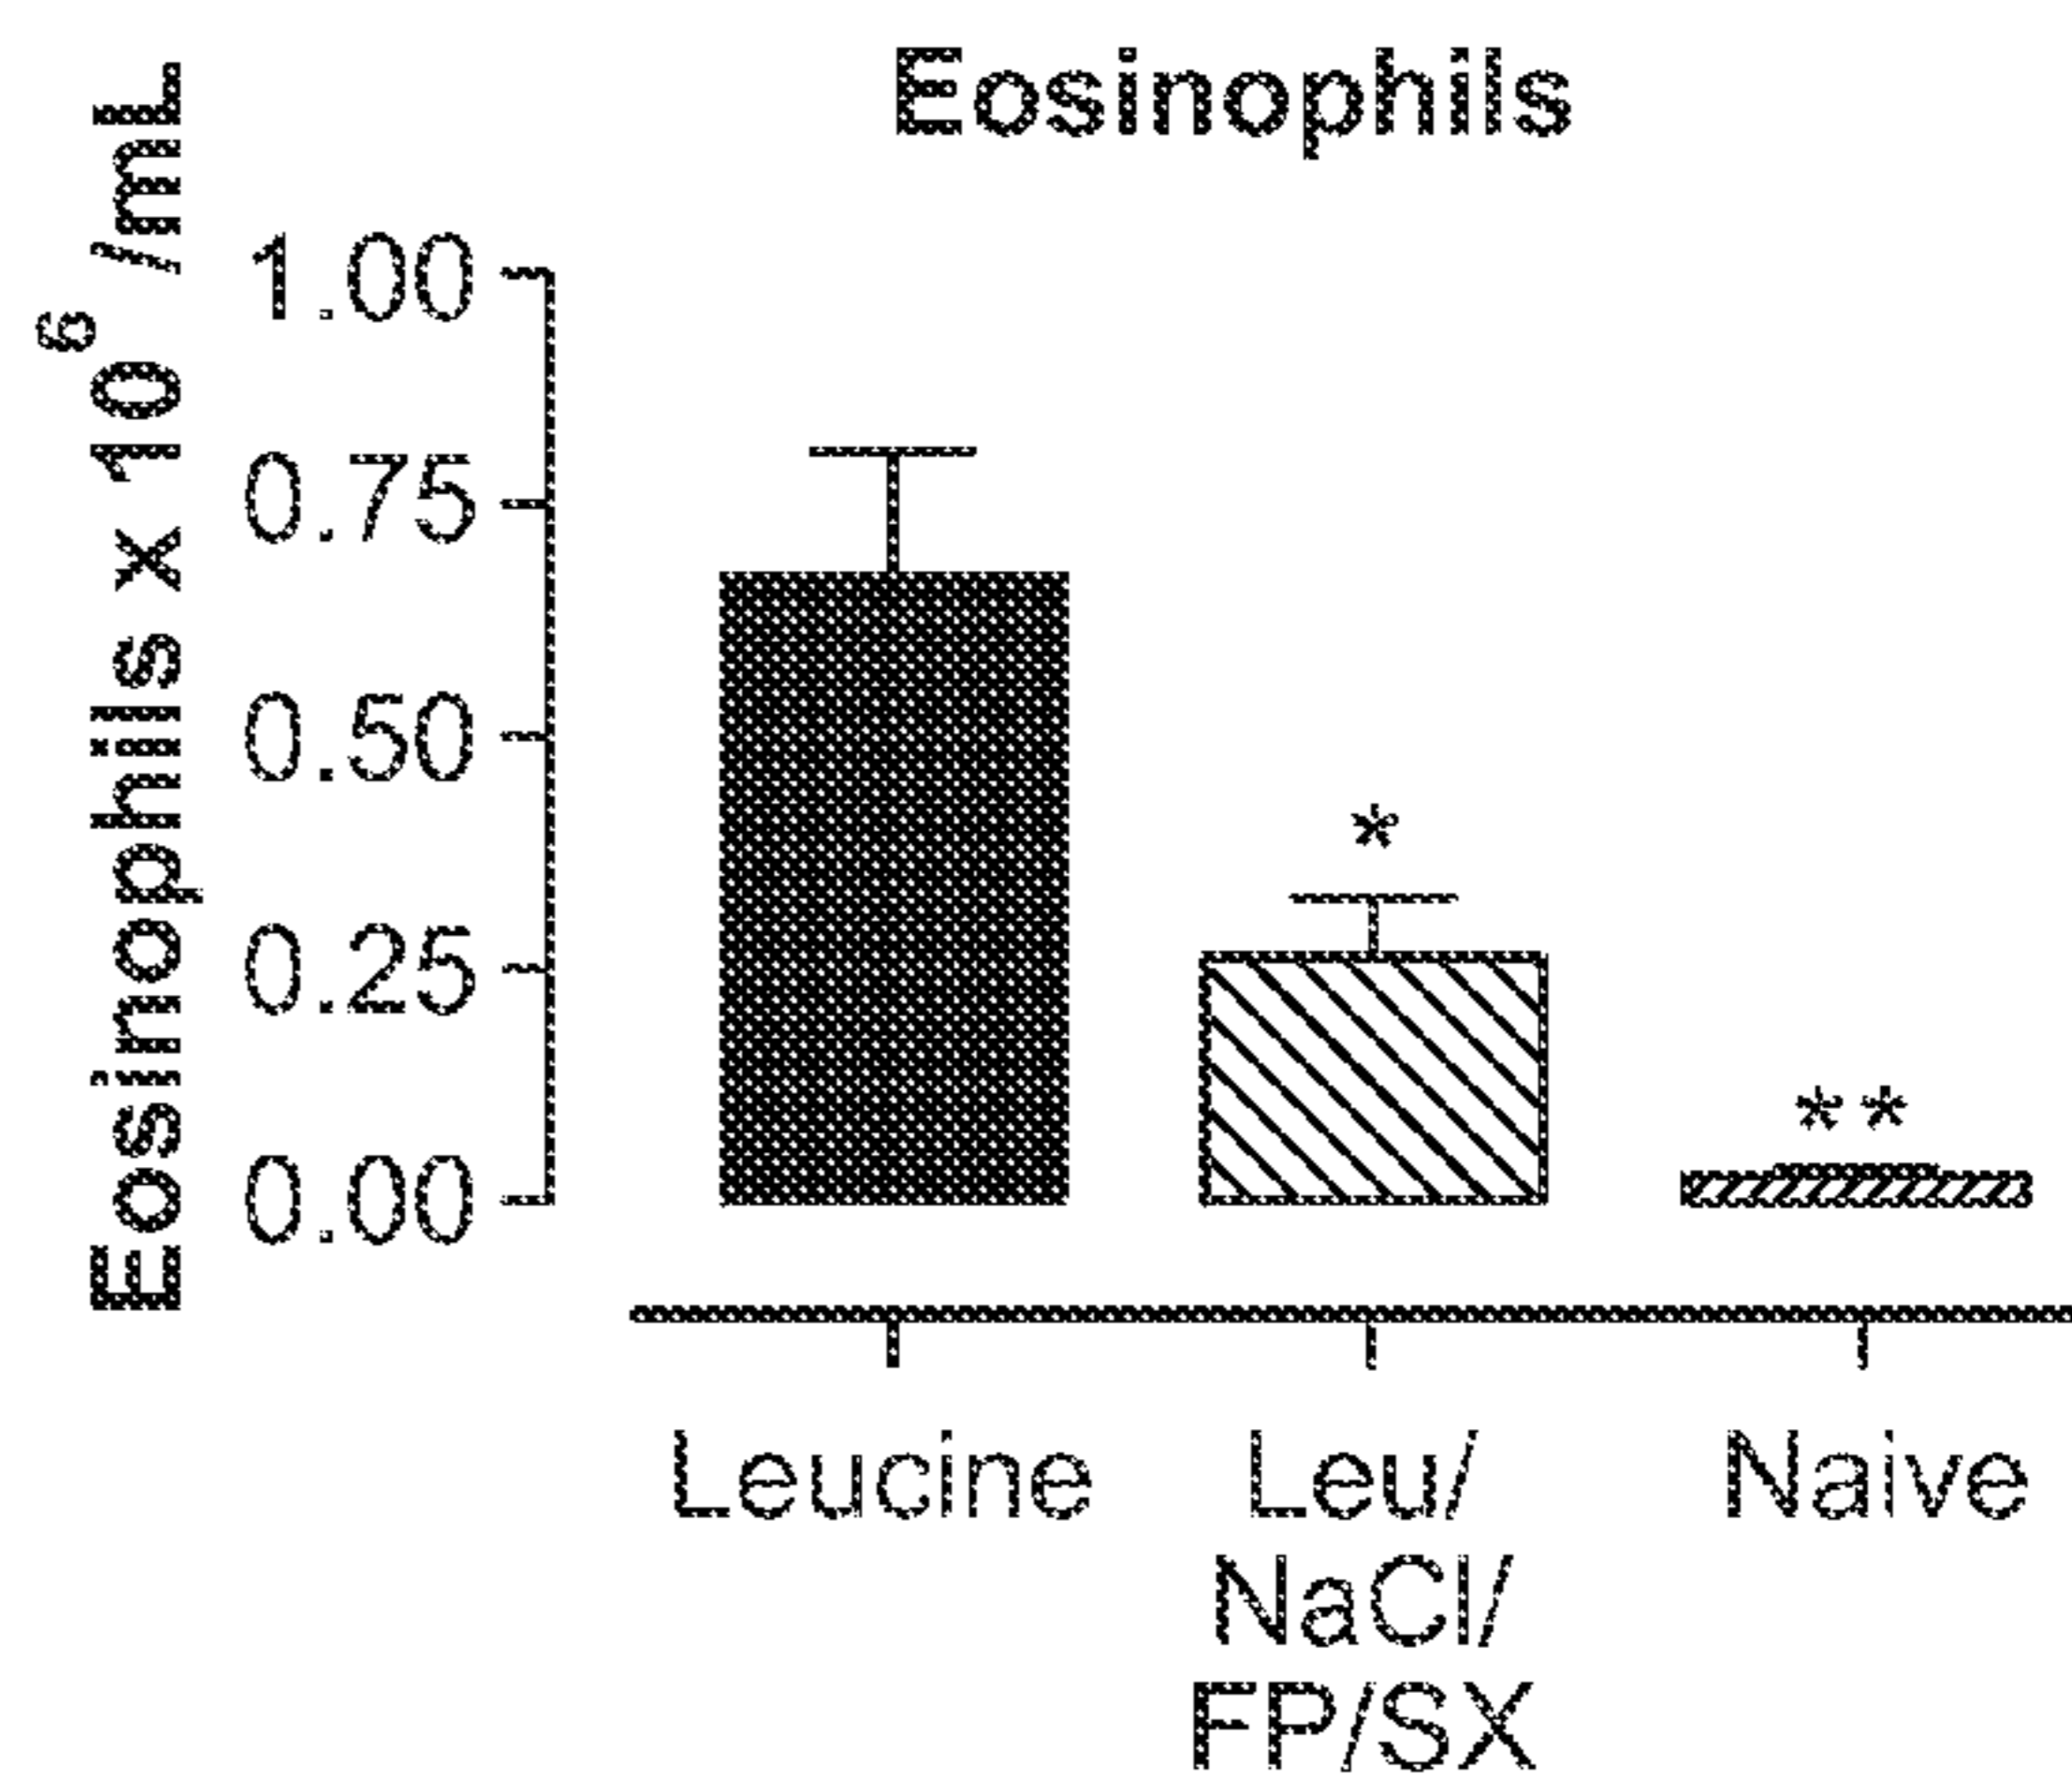 Eosinophils
Eosinophils x 10⁶ /mL
1.00
0.75
0.50
0.25
0.00
*
**
Leucine
Leu/
NaCl/
FP/SX
Naive